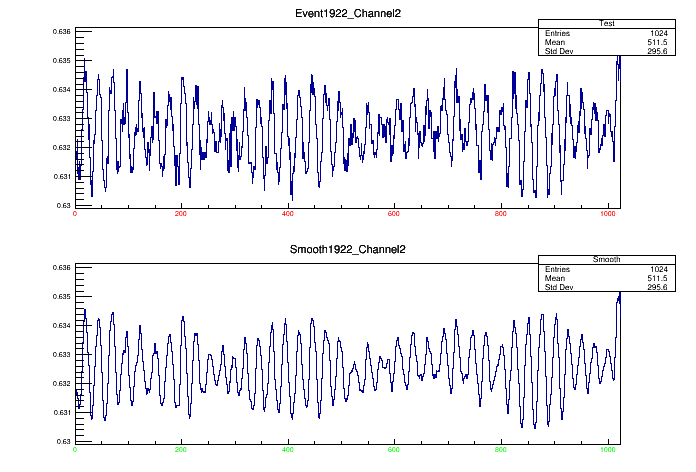 Event1922_Channel2
Test
Entries 1024
Mean 511.5
Std Dev 295.6
0.636
0.635
0.634
0.633
0.632
0.631
0.63
0 200 400 600 800 1000
Smooth1922_Channel2
Smooth
Entries 1024
Mean 511.5
Std Dev 295.6
0.636
0.635
0.634
0.633
0.632
0.631
0.63
0 200 400 600 800 1000